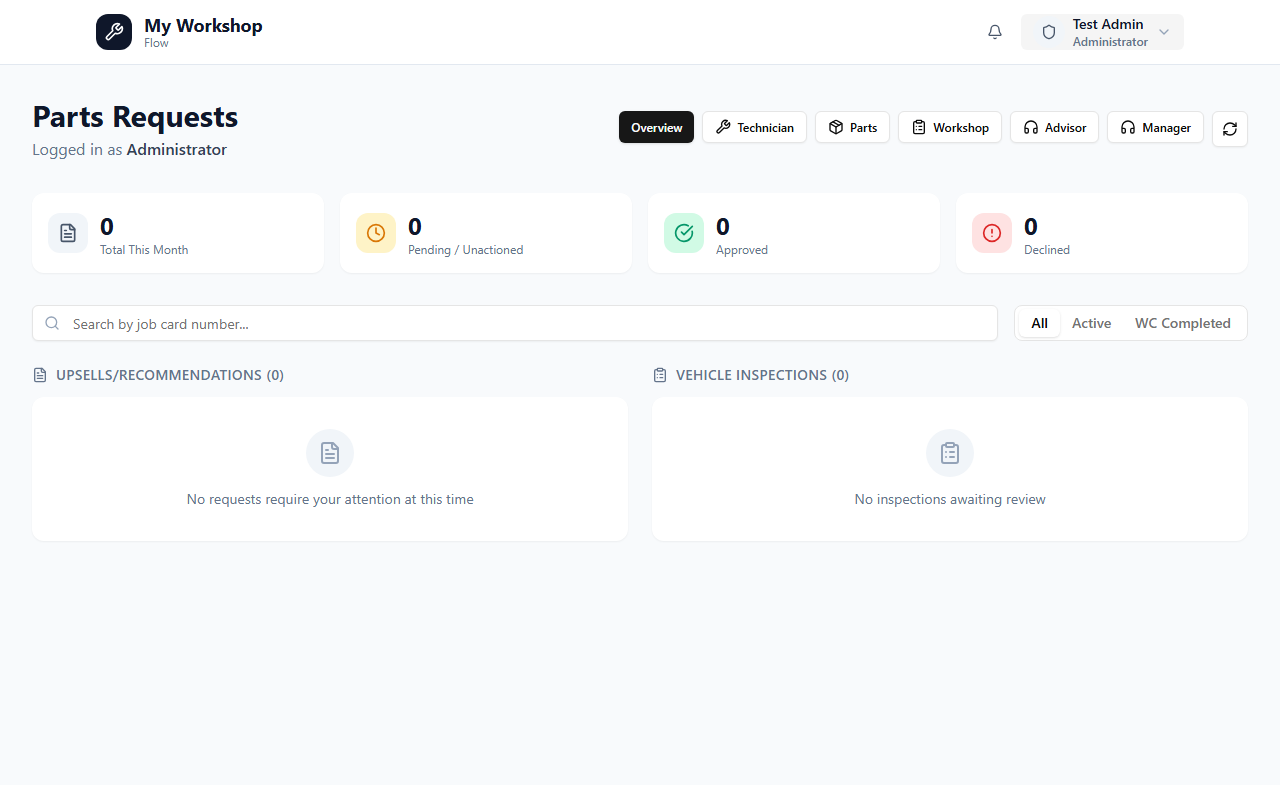 My Workshop
Flow
Test Admin
Administrator
Parts Requests
Logged in as Administrator
Overview
Technician
Parts
Workshop
Advisor
Manager
0
Total This Month
0
Pending / Unactioned
0
Approved
0
Declined
Search by job card number...
All
Active
WC Completed
UPSELLS/RECOMMENDATIONS (0)
No requests require your attention at this time
VEHICLE INSPECTIONS (0)
No inspections awaiting review